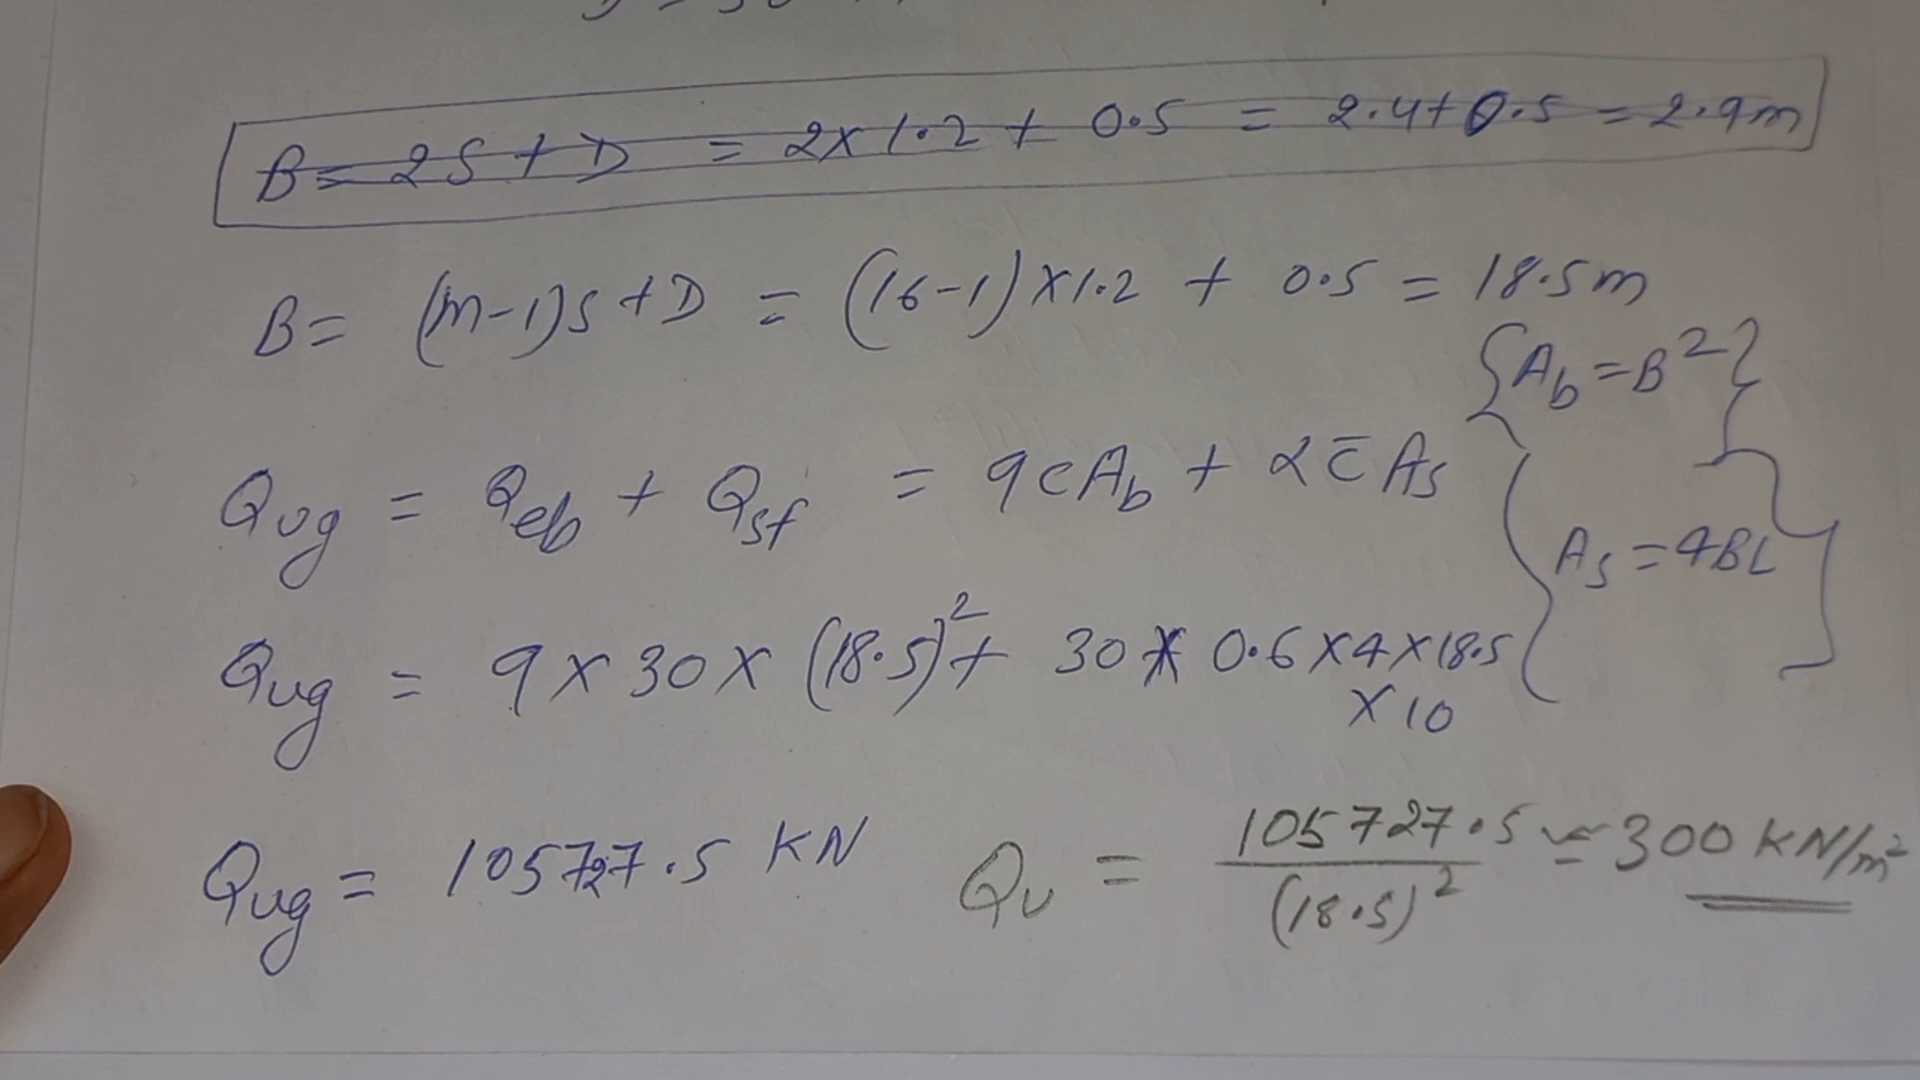 B = 2S + D = 2 x 1.2 + 0.5 = 2.4 + 0.5 = 2.9m
B = (m-1)S + D = (16-1) x 1.2 + 0.5 = 18.5m
{Ab = B²}
Qug = Qeb + Qsf = 9cAb + α c̄ As
{As = 4BL}
Qug = 9 x 30 x (18.5)² + 30 x 0.6 x 4 x 18.5
x 10
Qug = 105727.5 KN
Qu = 105727.5 / (18.5)² ≃ 300 KN/m²